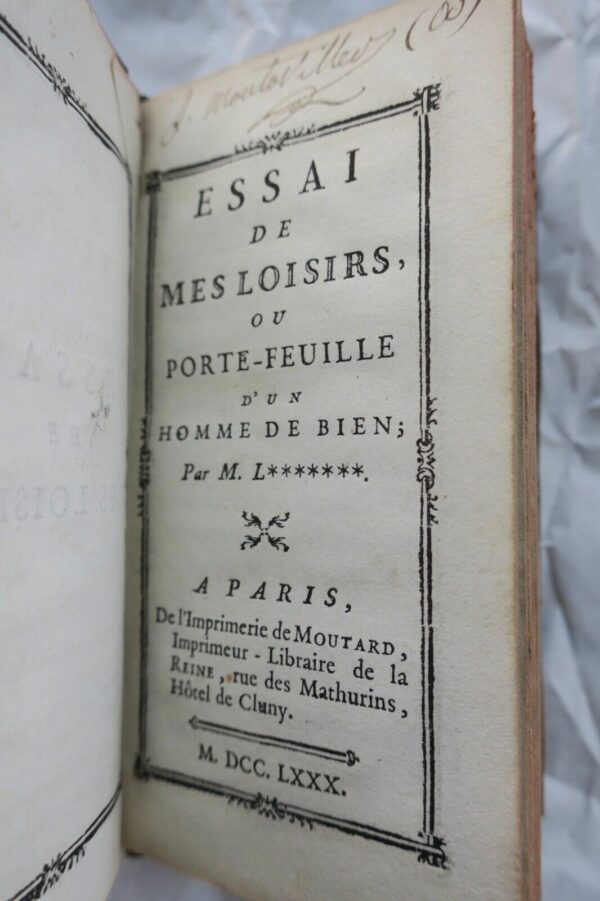 (00)
ESSAI
DE
MES LOISIRS,
OU
PORTE-FEUILLE
D'UN
HOMME DE BIEN;
Par M. L*******.
A PARIS,
De l'Imprimerie de MOUTARD,
Imprimeur-Libraire de la
REINE, rue des Mathurins,
Hôtel de Cluny.
M. DCC. LXXX.